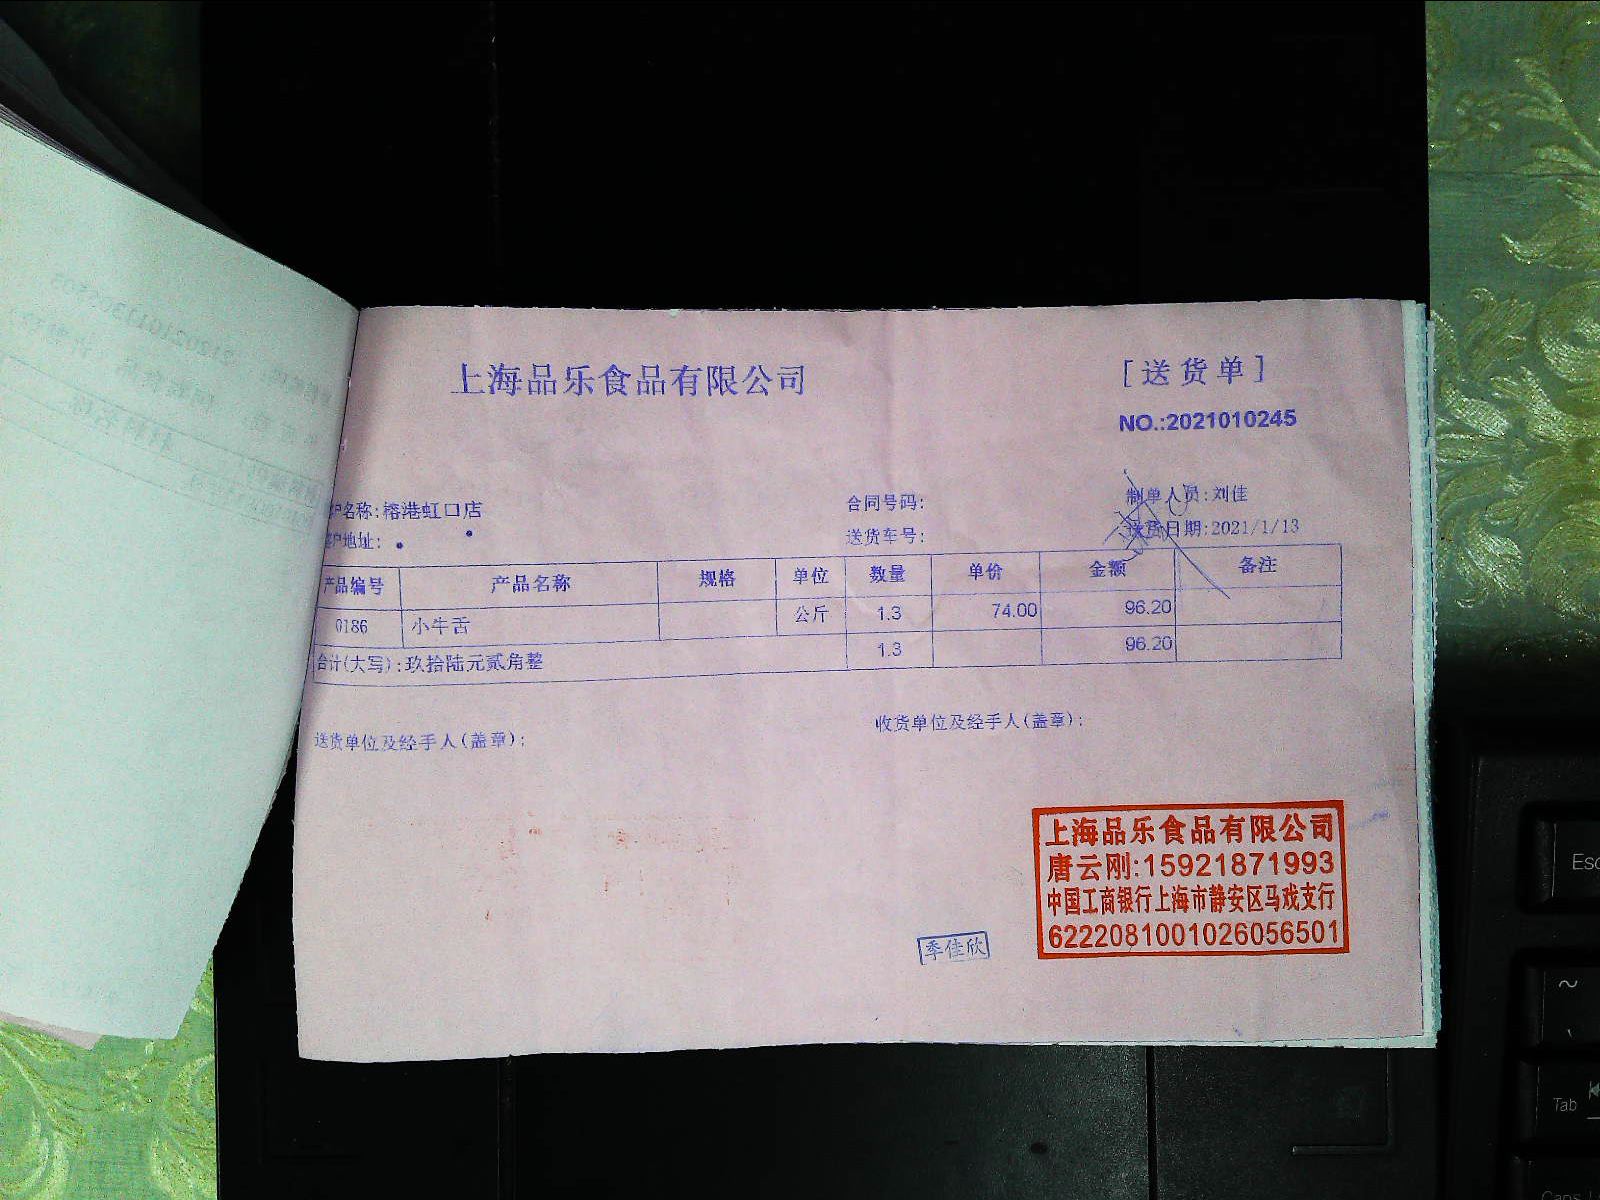 上海品乐食品有限公司
[送货单]
NO.:2021010245
户名称:榕港虹口店
合同号码:
制单人员:刘佳
户地址:
送货车号:
送货日期:2021/1/13
产品编号 产品名称 规格 单位 数量 单价 金额 备注
0186 小牛舌 公斤 1.3 74.00 96.20
合计(大写):玖拾陆元贰角整 1.3 96.20
送货单位及经手人(盖章):
收货单位及经手人(盖章):
上海品乐食品有限公司
唐云刚:15921871993
中国工商银行上海市静安区马戏支行
6222081001026056501
季佳欣
Esc
~
Tab
Caps